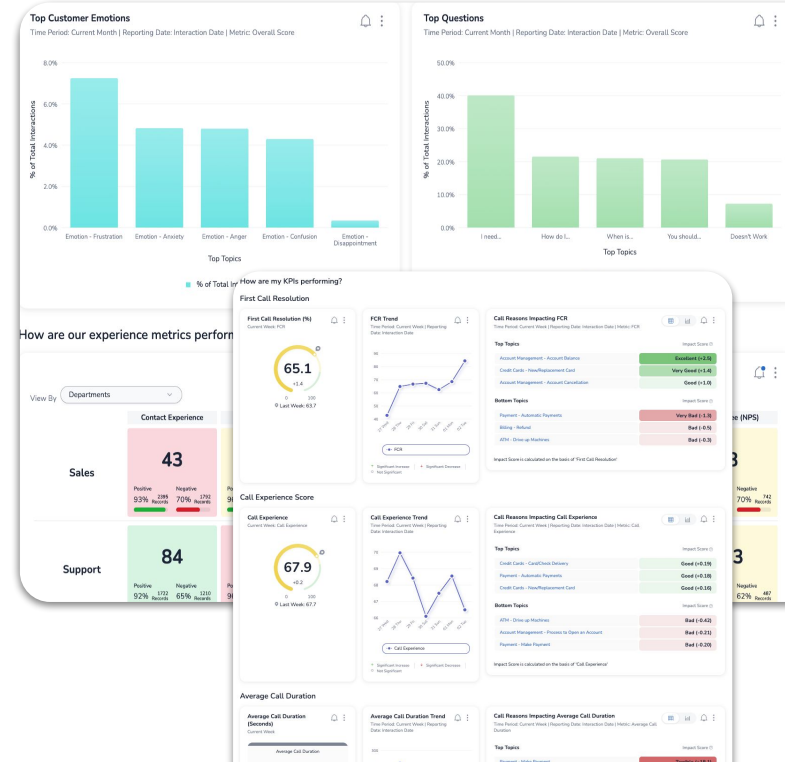 Top Customer Emotions
Time Period: Current Month | Reporting Date: Interaction Date | Metric: Overall Score
8.0%
6.0%
4.0%
2.0%
0.0%
% of Total Interactions
Emotion - Frustration
Emotion - Anxiety
Emotion - Anger
Emotion - Confusion
Emotion - Disappointment
Top Topics
% of Total In
Top Questions
Time Period: Current Month | Reporting Date: Interaction Date | Metric: Overall Score
50.0%
40.0%
30.0%
20.0%
10.0%
0.0%
% of Total Interactions
I need...
How do I...
When is...
You should...
Doesn't Work
Top Topics
How are our experience metrics perform
View By
Departments
Contact Experience
Sales
43
Positive
Negative
93% 2386 Records
70% 1792 Records
Support
84
Positive
Negative
92% 1732 Records
65% 1210 Records
ee (NPS)
Negative
70% 742 Records
3
Negative
62% 487 Records
How are my KPIs performing?
First Call Resolution
First Call Resolution (%)
Current Week: FCR
65.1
+1.4
0
100
Last Week: 63.7
FCR Trend
Time Period: Current Week | Reporting
Date: Interaction Date
FCR
Significant Increase
Significant Decrease
Not Significant
Call Reasons Impacting FCR
Time Period: Current Week | Reporting Date: Interaction Date | Metric: FCR
Top Topics
Impact Score
Account Management - Account Balance
Excellent (+2.5)
Credit Cards - New/Replacement Card
Very Good (+1.4)
Account Management - Account Cancellation
Good (+1.0)
Bottom Topics
Impact Score
Payment - Automatic Payments
Very Bad (-1.3)
Billing - Refund
Bad (-0.5)
ATM - Drive up Machines
Bad (-0.3)
Impact Score is calculated on the basis of 'First Call Resolution'
Call Experience Score
Call Experience
Current Week: Call Experience
67.9
+0.2
0
100
Last Week: 67.7
Call Experience Trend
Time Period: Current Week | Reporting
Date: Interaction Date
Call Experience
Significant Increase
Significant Decrease
Not Significant
Call Reasons Impacting Call Experience
Time Period: Current Week | Reporting Date: Interaction Date | Metric: Call
Experience
Top Topics
Impact Score
Credit Cards - Card/Check Delivery
Good (+0.19)
Payment - Automatic Payments
Good (+0.18)
Credit Cards - New/Replacement Card
Good (+0.16)
Bottom Topics
Impact Score
ATM - Drive up Machines
Bad (-0.42)
Account Management - Process to Open an Account
Bad (-0.21)
Payment - Make Payment
Bad (-0.20)
Impact Score is calculated on the basis of 'Call Experience'
Average Call Duration
Average Call Duration
(Seconds)
Current Week
Average Call Duration
Average Call Duration Trend
Time Period: Current Week | Reporting
Date: Interaction Date
Call Reasons Impacting Average Call Duration
Time Period: Current Week | Reporting Date: Interaction Date | Metric: Average Call
Duration
Top Topics
Impact Score